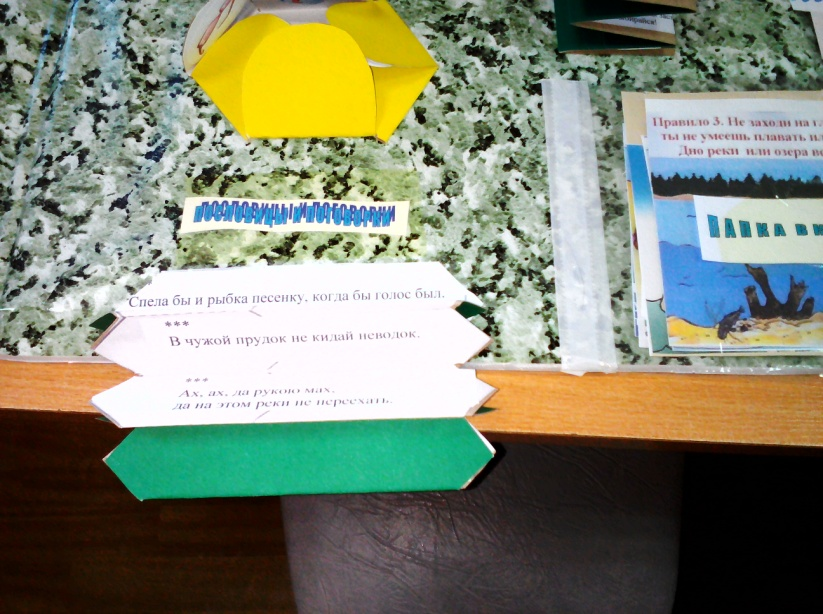 Правило 3. Не заходи на
ты не умеешь плавать
Дно реки или озера
ПОСЛОВИЦЫ И ПОГОВОРКИ
ПАПКА
Спела бы и рыбка песенку, когда бы голос был.
***
В чужой прудок не кидай неводок.
***
Ах, ах, да рукою мах,
да на этом реки не переехать.